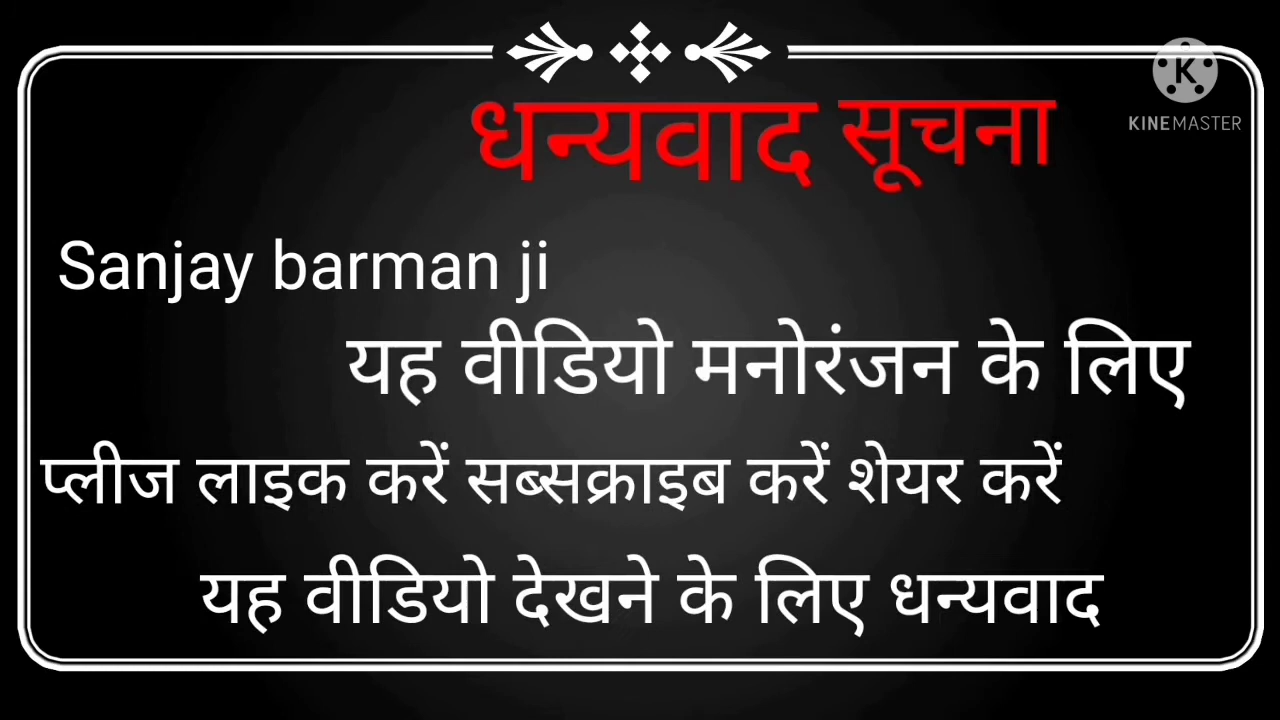 धन्यवाद सूचना
K
KINEMASTER
Sanjay barman ji
यह वीडियो मनोरंजन के लिए
प्लीज लाइक करें सब्सक्राइब करें शेयर करें
यह वीडियो देखने के लिए धन्यवाद